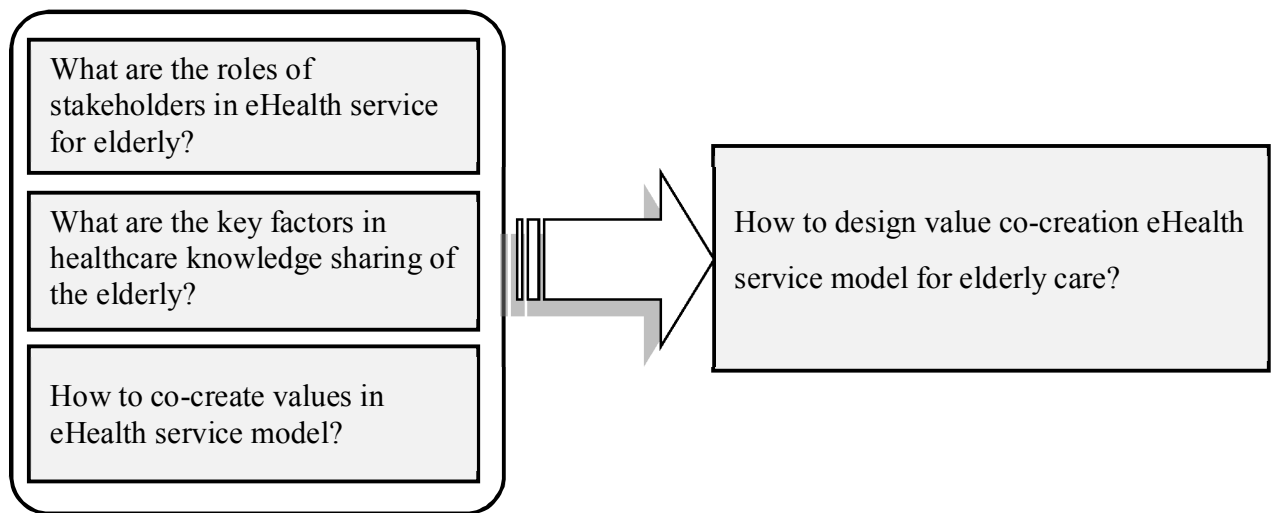 What are the roles of
stakeholders in eHealth service
for elderly?
What are the key factors in
healthcare knowledge sharing of
the elderly?
How to co-create values in
eHealth service model?
How to design value co-creation eHealth
service model for elderly care?